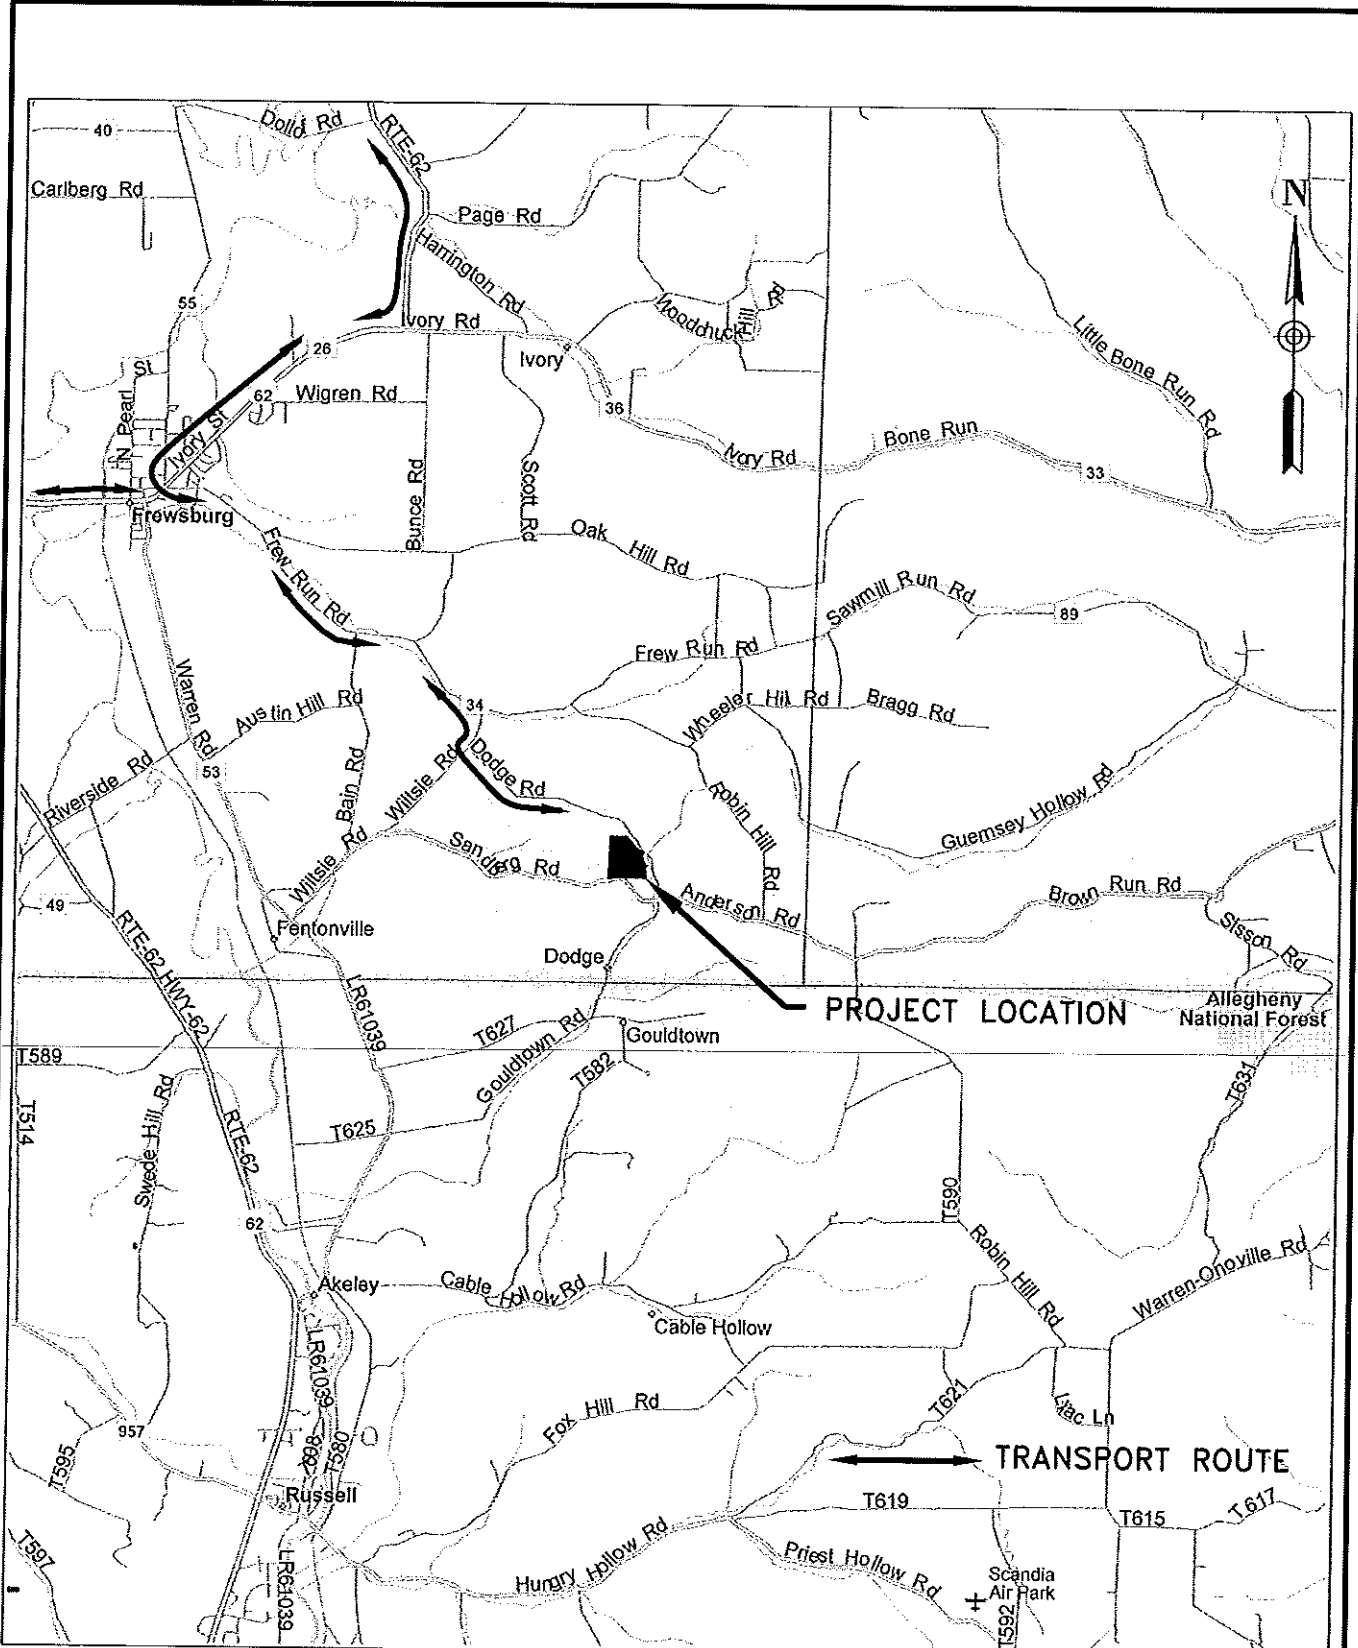 Dolld Rd
40
RTE-62
Carlberg Rd
N
Page Rd
Harrington Rd
55
Woodchuck Hill Rd
Ivory Rd
26
Little Bone Run Rd
Ivory
St
N Pearl
62
Wigren Rd
36
Ivory St
Bone Run
Ivory Rd
33
Bunce Rd
Scott Rd
Frewsburg
Oak Hill Rd
Frew Run Rd
Sawmill Run Rd
89
Frew Run Rd
Warren Rd
Austin Hill Rd
34
Wheeler Hill Rd
Bragg Rd
Riverside Rd
53
Bain Rd
Wiltsie Rd
Dodge Rd
Robin Hill Rd
Guernsey Hollow Rd
Wiltsie Rd
Sandberg Rd
49
Anderson Rd
Brown Run Rd
RTE-62 HWY-62
Fentonville
Sisson Rd
Dodge
LR61039
PROJECT LOCATION
Allegheny
National Forest
T627
Gouldtown Rd
Gouldtown
T589
T582
T514
Swede Hill Rd
RTE-62
T625
T631
T590
62
Robin Hill Rd
Warren-Onoville Rd
Akeley
Cable Hollow Rd
Cable Hollow
LR61039
Fox Hill Rd
T621
Lilac Ln
957
T595
T608
T580
TRANSPORT ROUTE
Russell
T619
T615
T617
T597
Hungry Hollow Rd
Priest Hollow Rd
Scandia
Air Park
LR61039
T592